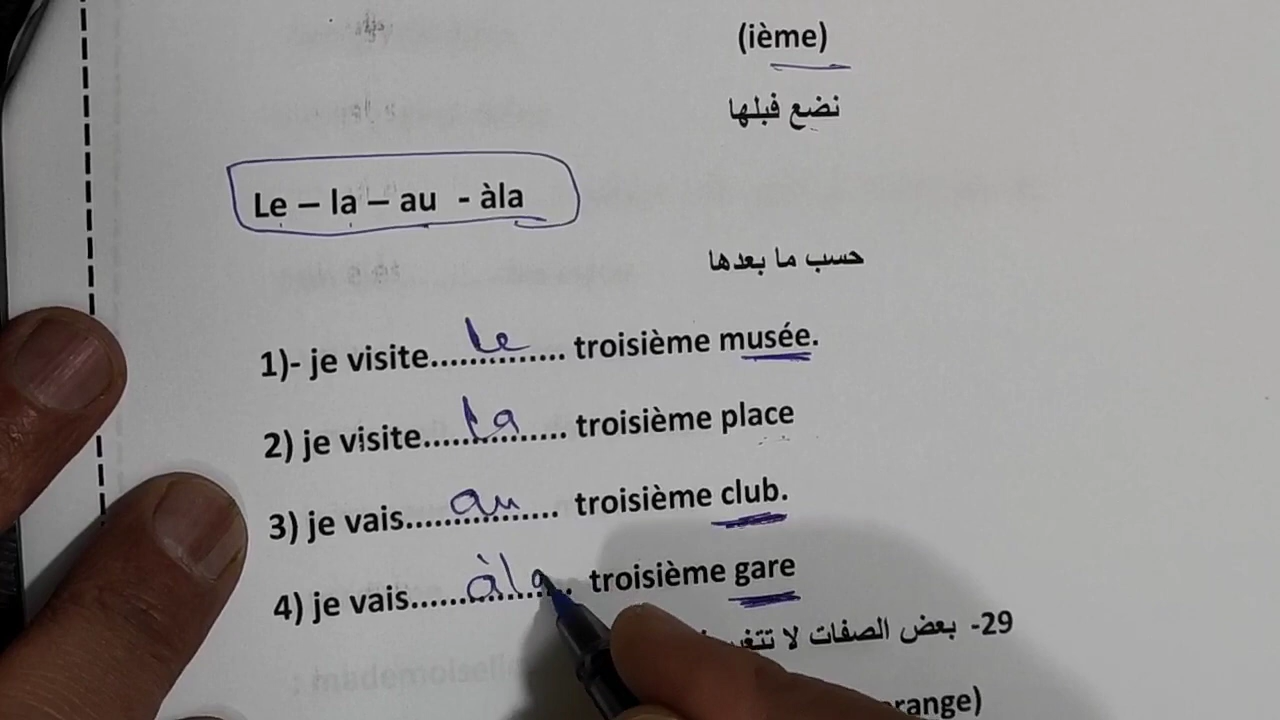 (ième)
نضع قبلها
Le – la – au - àla
حسب ما بعدها
1)- je visite...............le troisième musée.
2) je visite...............la troisième place
3) je vais................au troisième club.
4) je vais................àla troisième gare
29- بعض الصفات لا